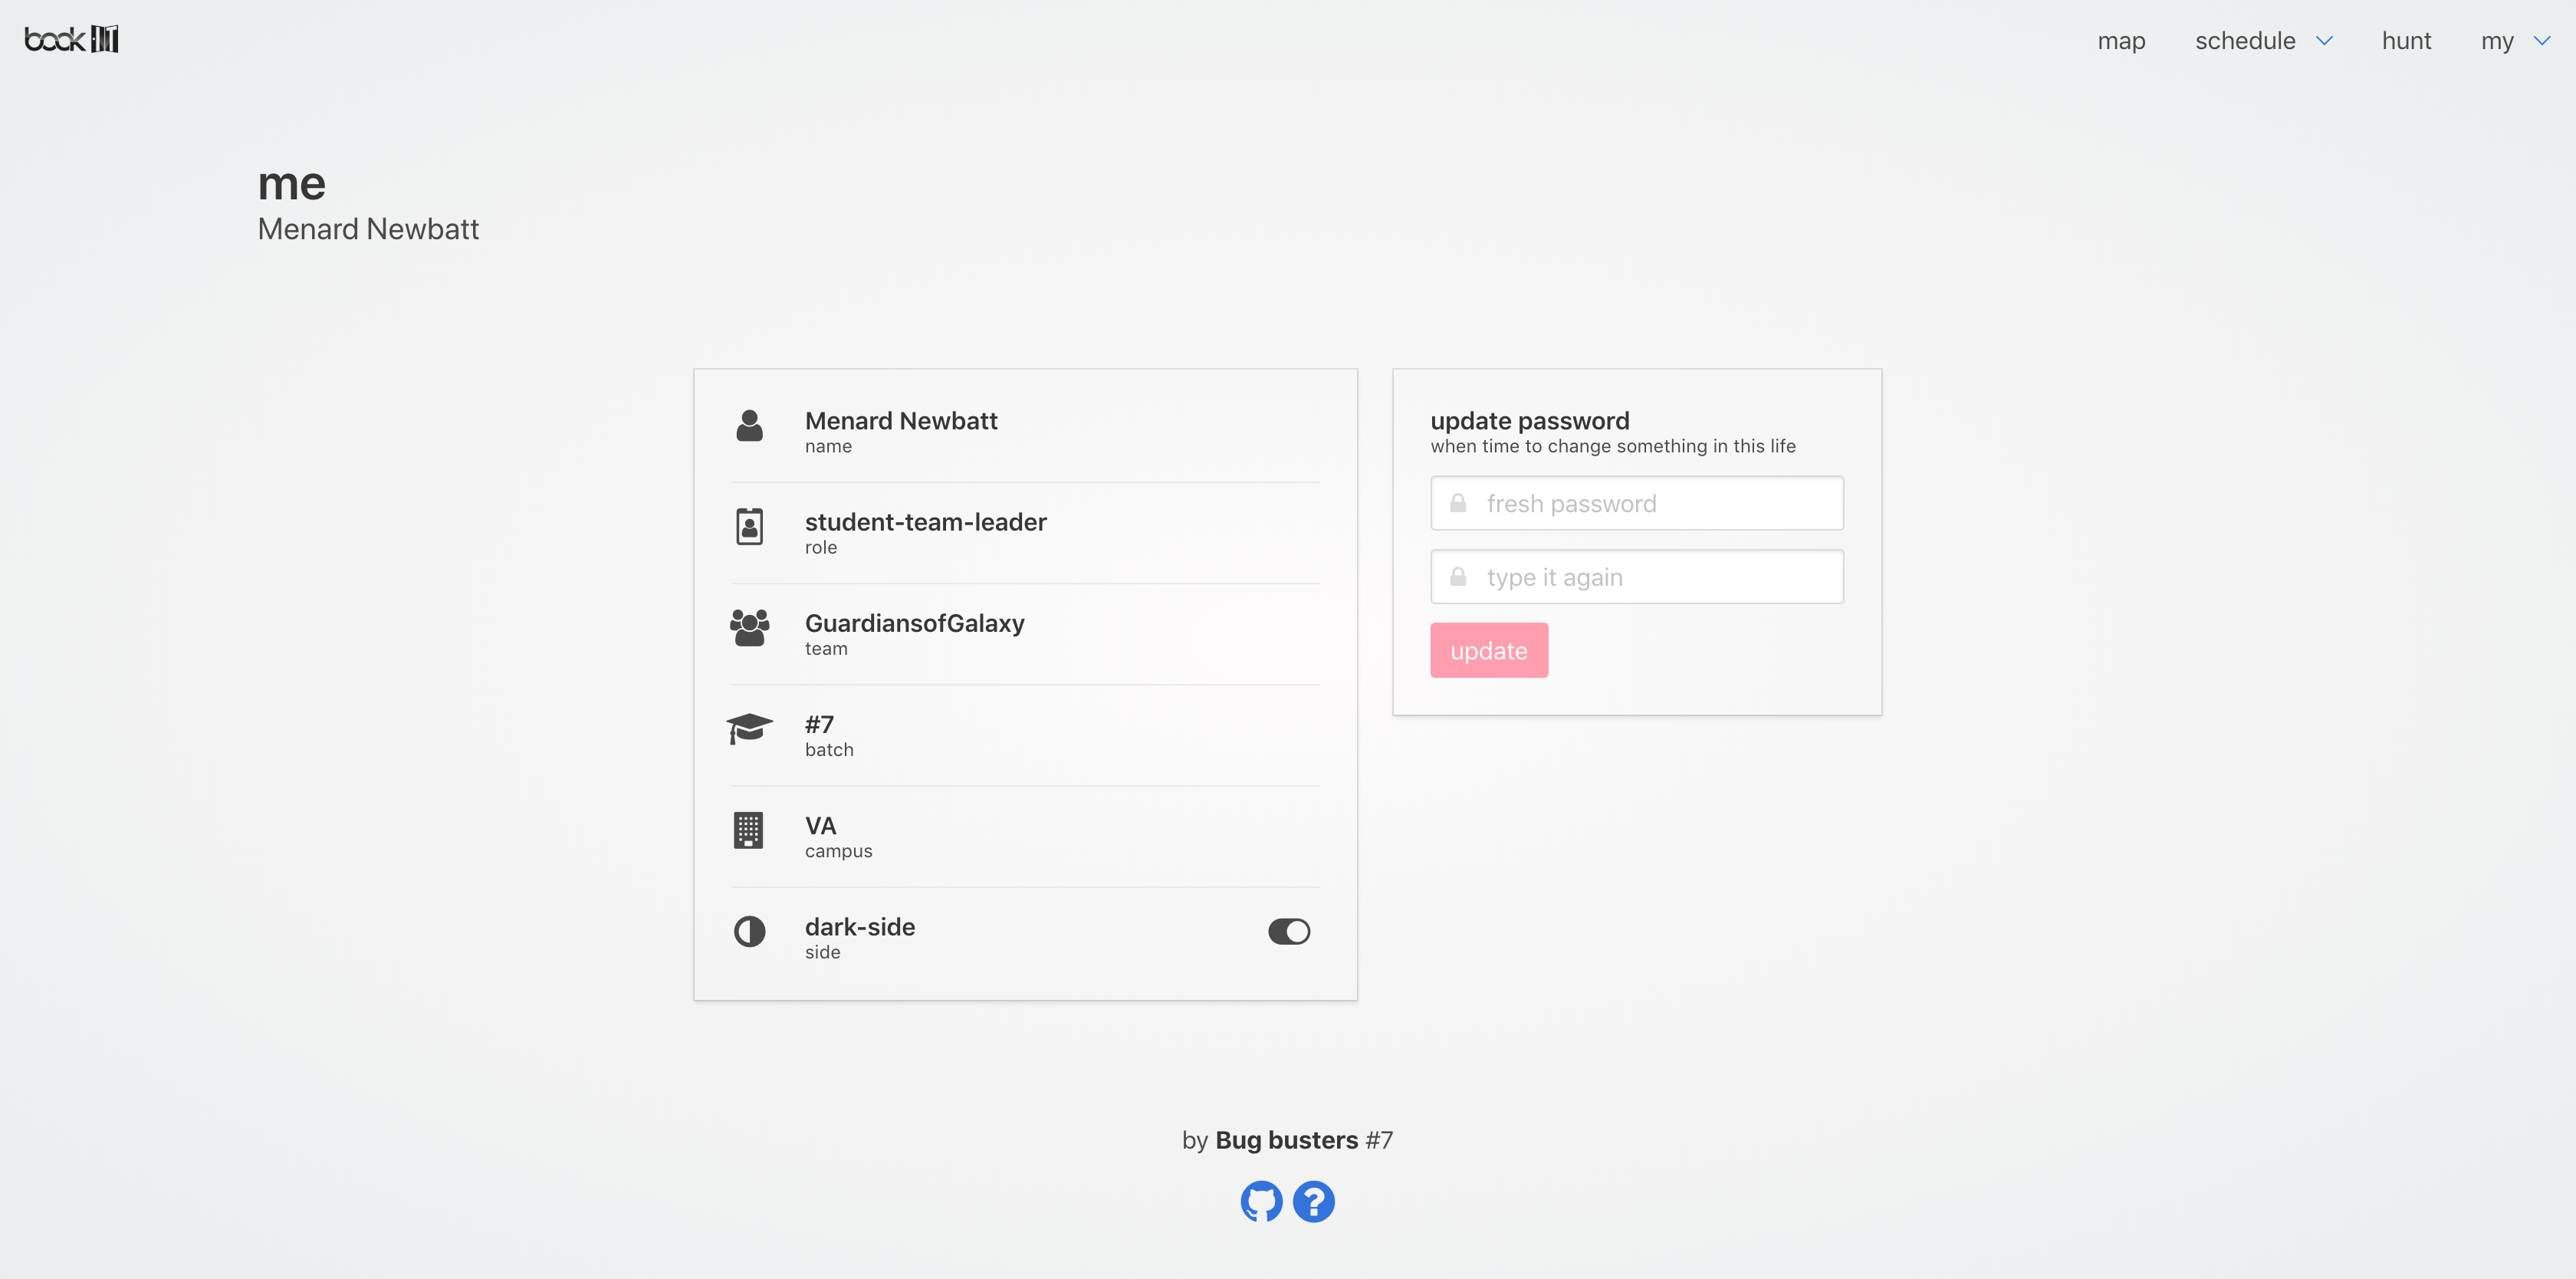 book IT
map schedule hunt my
me
Menard Newbatt
Menard Newbatt
name
student-team-leader
role
GuardiansofGalaxy
team
#7
batch
VA
campus
dark-side
side
update password
when time to change something in this life
fresh password
type it again
update
by Bug busters #7